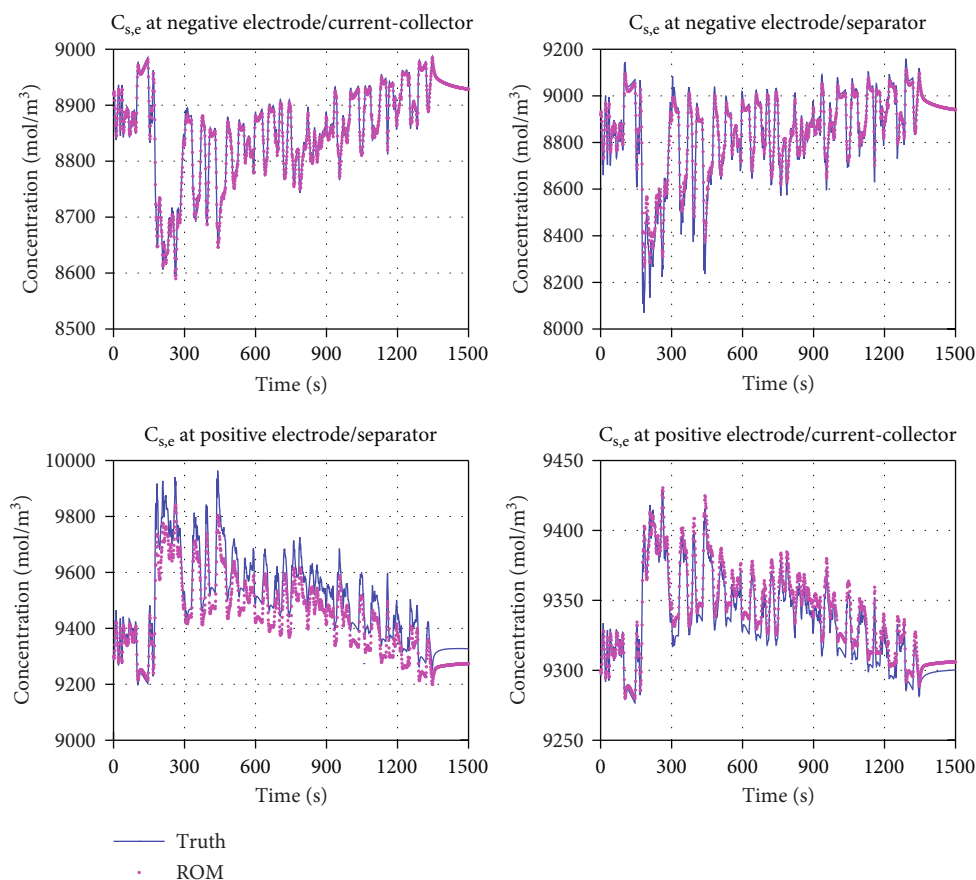 C_s,e at negative electrode/current-collector
Concentration (mol/m³)
9000
8900
8800
8700
8600
8500
0 300 600 900 1200 1500
Time (s)
C_s,e at negative electrode/separator
Concentration (mol/m³)
9200
9000
8800
8600
8400
8200
8000
0 300 600 900 1200 1500
Time (s)
C_s,e at positive electrode/separator
Concentration (mol/m³)
10000
9800
9600
9400
9200
9000
0 300 600 900 1200 1500
Time (s)
C_s,e at positive electrode/current-collector
Concentration (mol/m³)
9450
9400
9350
9300
9250
0 300 600 900 1200 1500
Time (s)
Truth
ROM